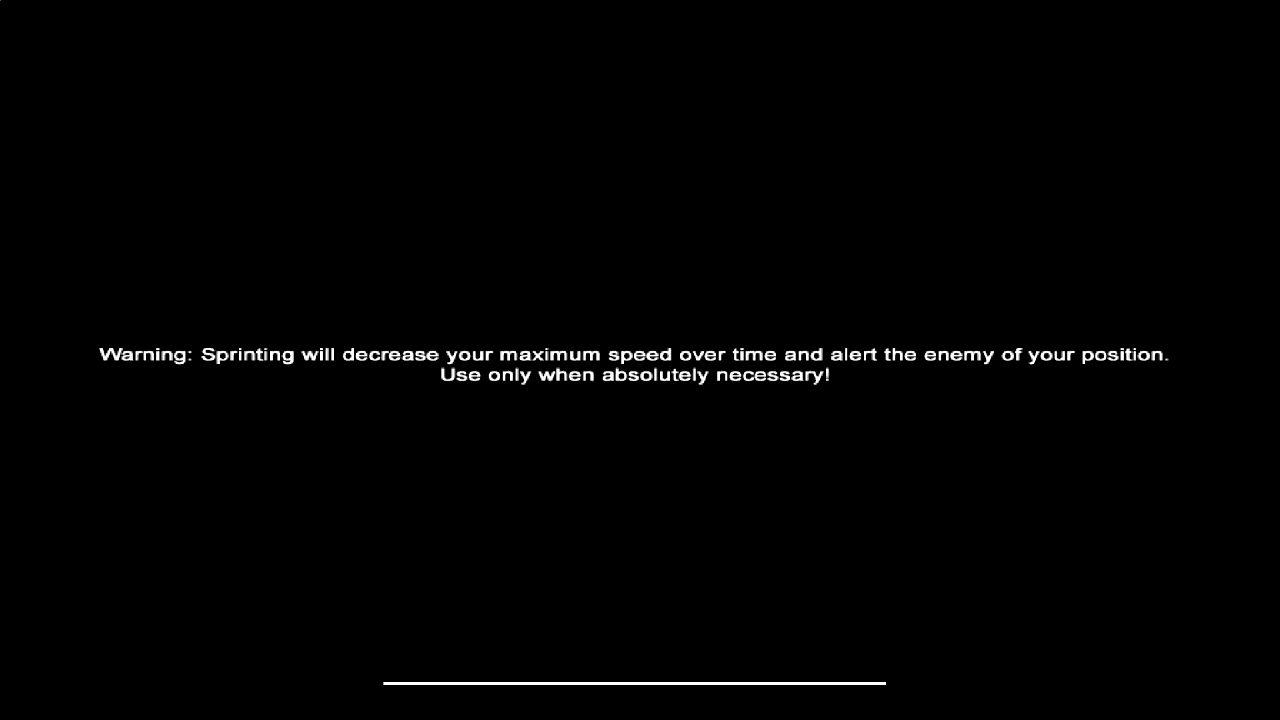 Warning: Sprinting will decrease your maximum speed over time and alert the enemy of your position.
Use only when absolutely necessary!